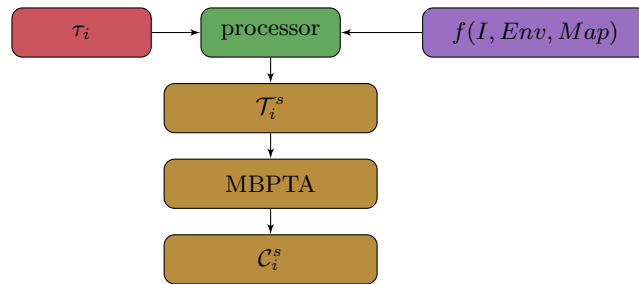 τ_i
processor
f(I, Env, Map)
𝒯_i^s
MBPTA
𝒞_i^s